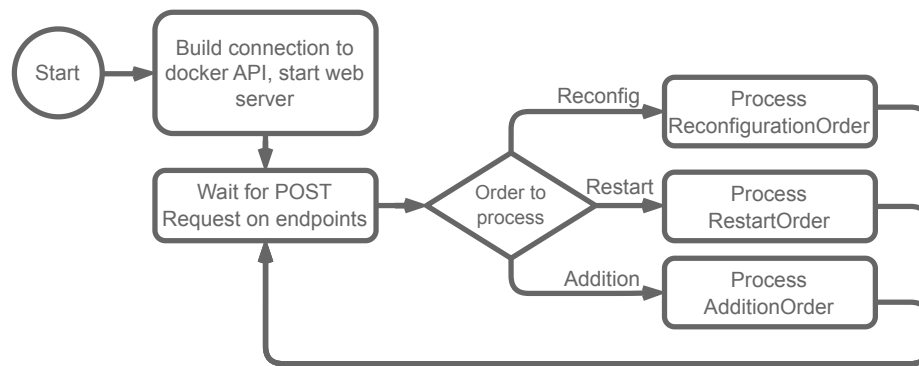 Start
Build connection to
docker API, start web
server
Wait for POST
Request on endpoints
Order to
process
Reconfig
Process
ReconfigurationOrder
Restart
Process
RestartOrder
Addition
Process
AdditionOrder